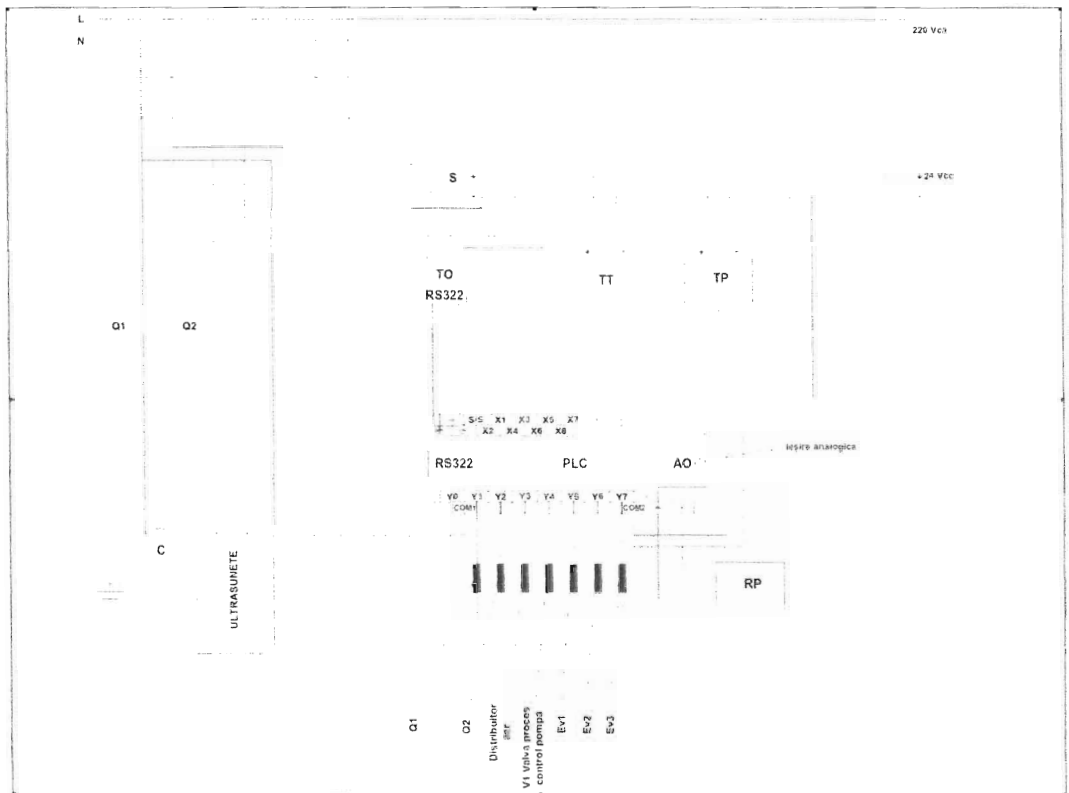 L
220 Vca
N
S +
+24 Vcc
+ +
TO
RS322
TT
TP
Q1
Q2
S/S X1 X3 X5 X7
X2 X4 X6 X8
Iesire analogica
RS322
PLC
AO
Y0 Y1 Y2 Y3 Y4 Y5 Y6 Y7
COM1
COM2
C
ULTRASUNETE
RP
Q1
Q2
Distribuitor
aer
V1 Valva proces
control pompa
Ev1
Ev2
Ev3